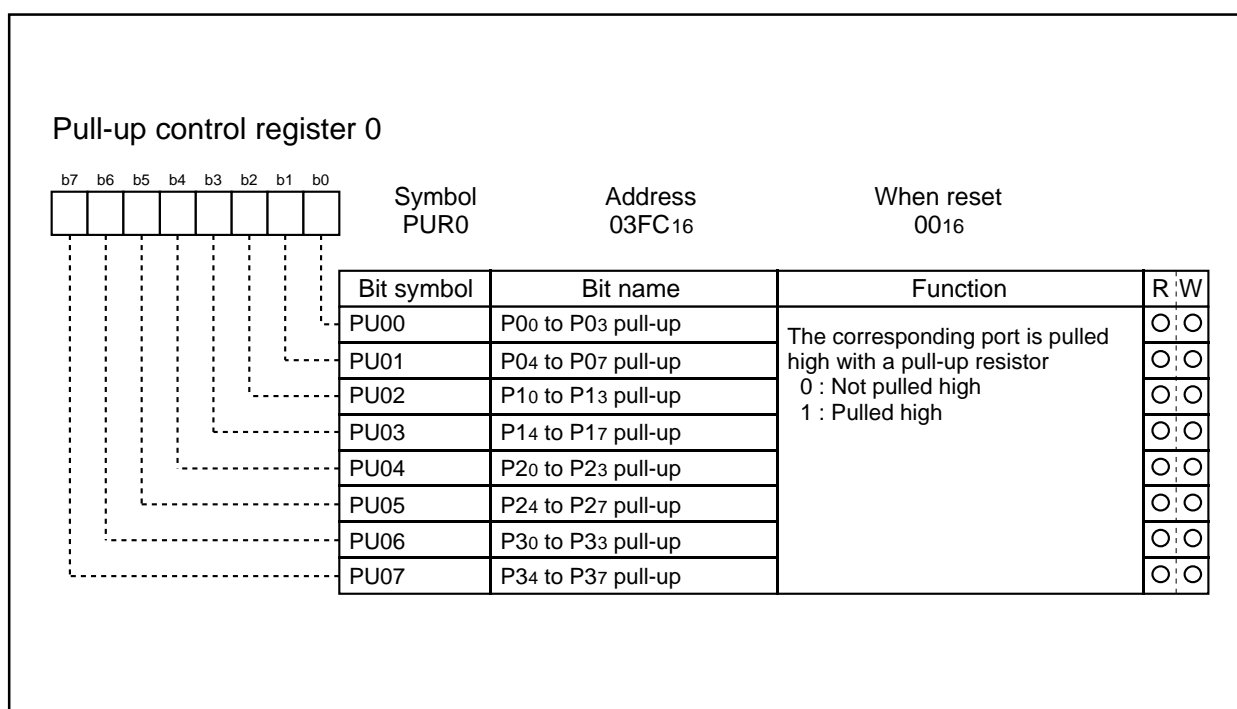 Pull-up control register 0
b7 b6 b5 b4 b3 b2 b1 b0
Symbol Address When reset
PUR0 03FC16 0016
Bit symbol Bit name Function R W
PU00 P00 to P03 pull-up
PU01 P04 to P07 pull-up
PU02 P10 to P13 pull-up
PU03 P14 to P17 pull-up
PU04 P20 to P23 pull-up
PU05 P24 to P27 pull-up
PU06 P30 to P33 pull-up
PU07 P34 to P37 pull-up
The corresponding port is pulled
high with a pull-up resistor
0 : Not pulled high
1 : Pulled high